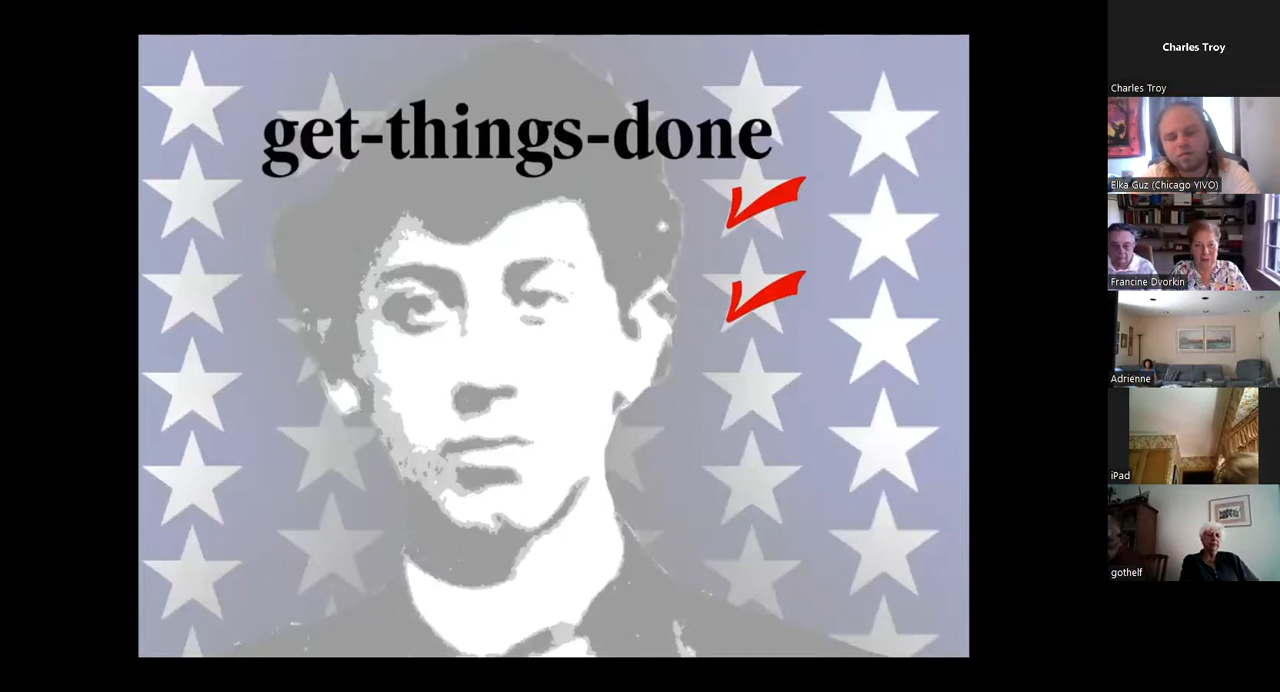 get-things-done
Charles Troy
Charles Troy
Elka Guz (Chicago YIVO)
Francine Dvorkin
Adrienne
iPad
gothelf